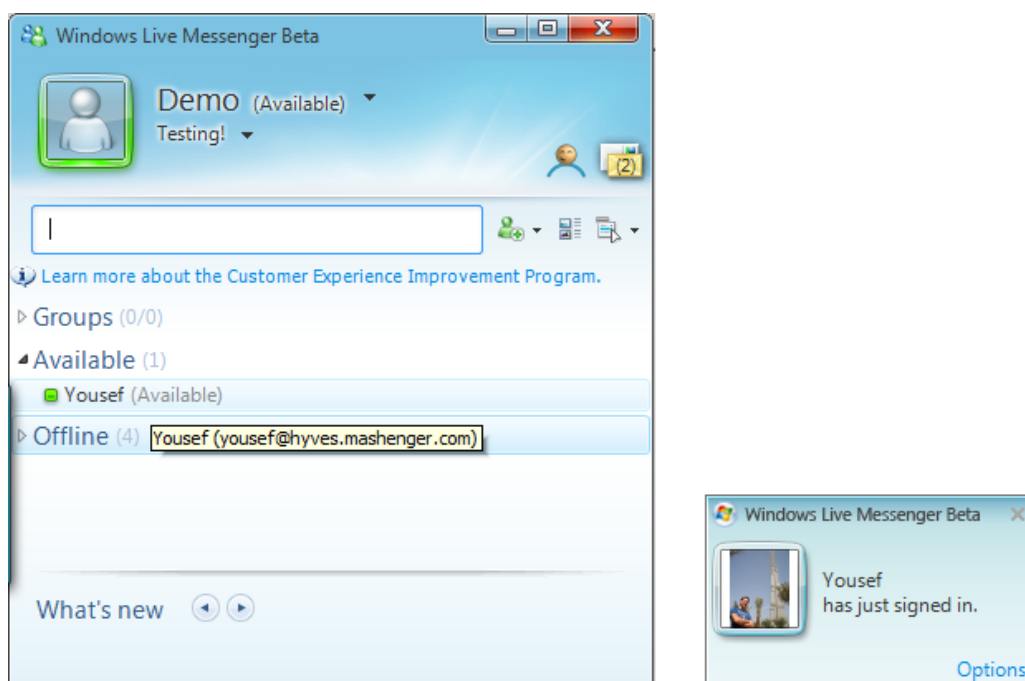 Windows Live Messenger Beta
Demo (Available)
Testing!
(2)
Learn more about the Customer Experience Improvement Program.
Groups (0/0)
Available (1)
Yousef (Available)
Offline (4)
Yousef (yousef@hyves.mashenger.com)
What's new
Windows Live Messenger Beta
Yousef
has just signed in.
Options